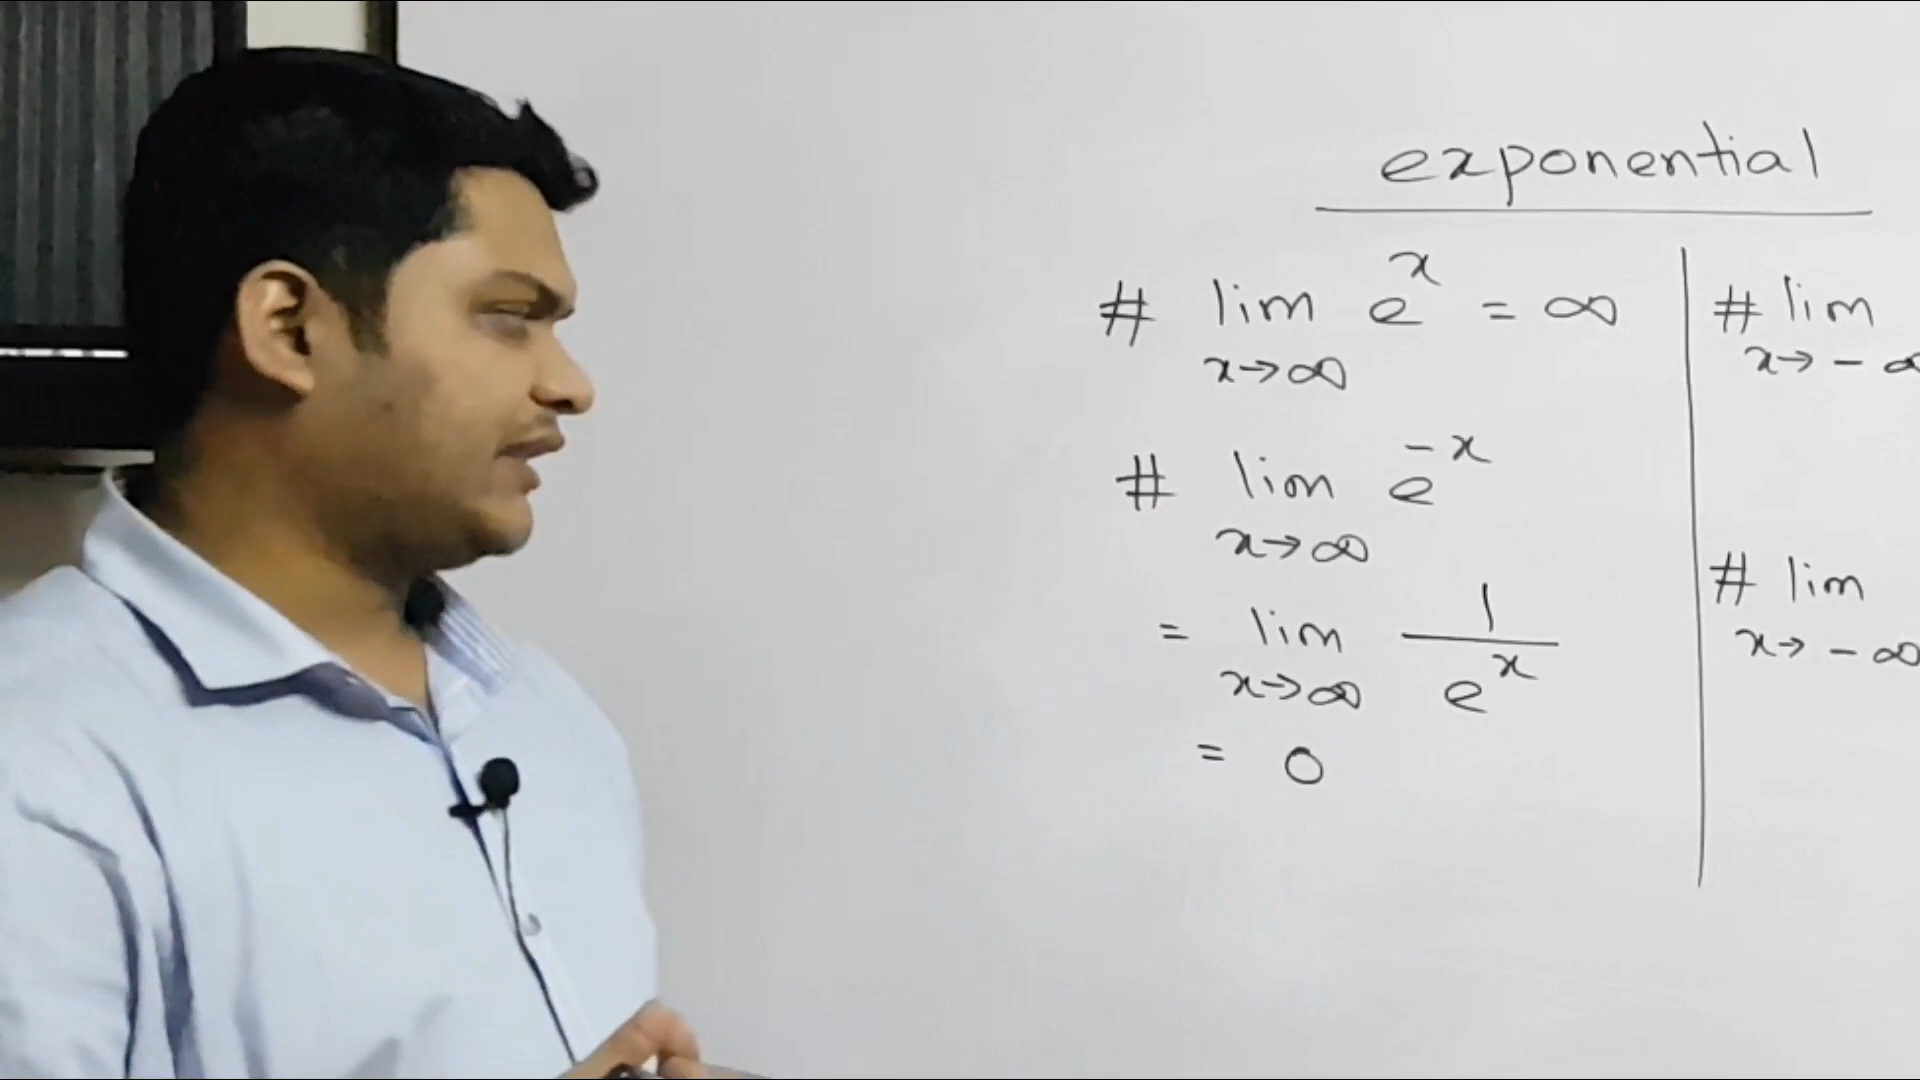 exponential
# lim e^x = ∞
x→∞
# lim e^-x
x→∞
= lim 1/e^x
x→∞
= 0
# lim
x→ -∞
# lim
x→ -∞